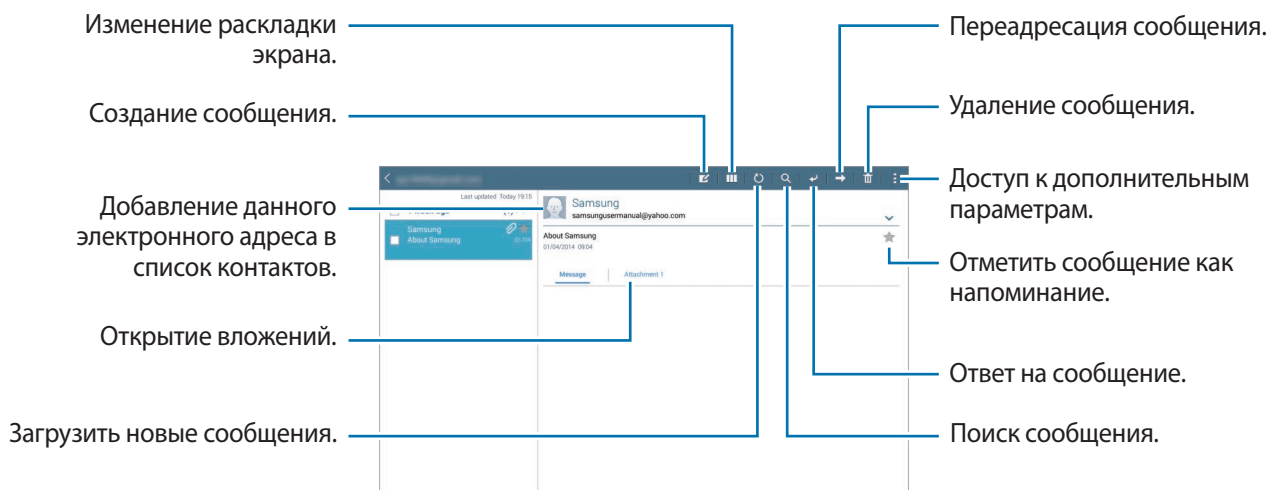 Изменение раскладки
экрана.
Создание сообщения.
Добавление данного
электронного адреса в
список контактов.
Открытие вложений.
Загрузить новые сообщения.
Last updated Today 19:15
Samsung
About Samsung
01/04
Samsung
samsungusermanual@yahoo.com
About Samsung
01/04/2014 09:04
Message
Attachment 1
Переадресация сообщения.
Удаление сообщения.
Доступ к дополнительным
параметрам.
Отметить сообщение как
напоминание.
Ответ на сообщение.
Поиск сообщения.